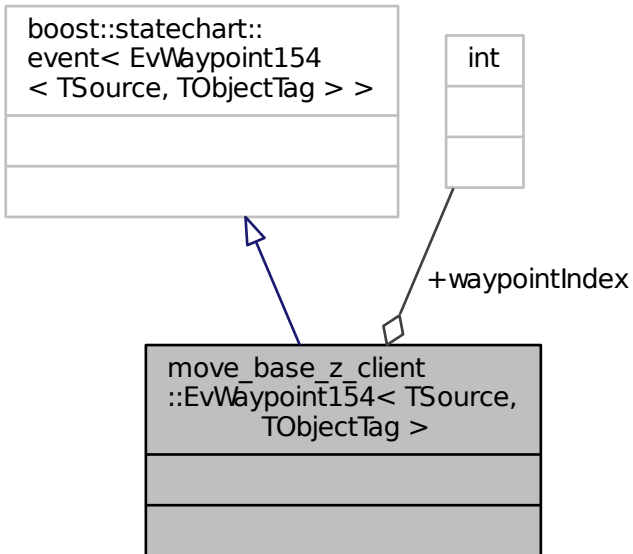 boost::statechart::
event< EvWaypoint154
< TSource, TObjectTag > >
int
+waypointIndex
move_base_z_client
::EvWaypoint154< TSource,
TObjectTag >